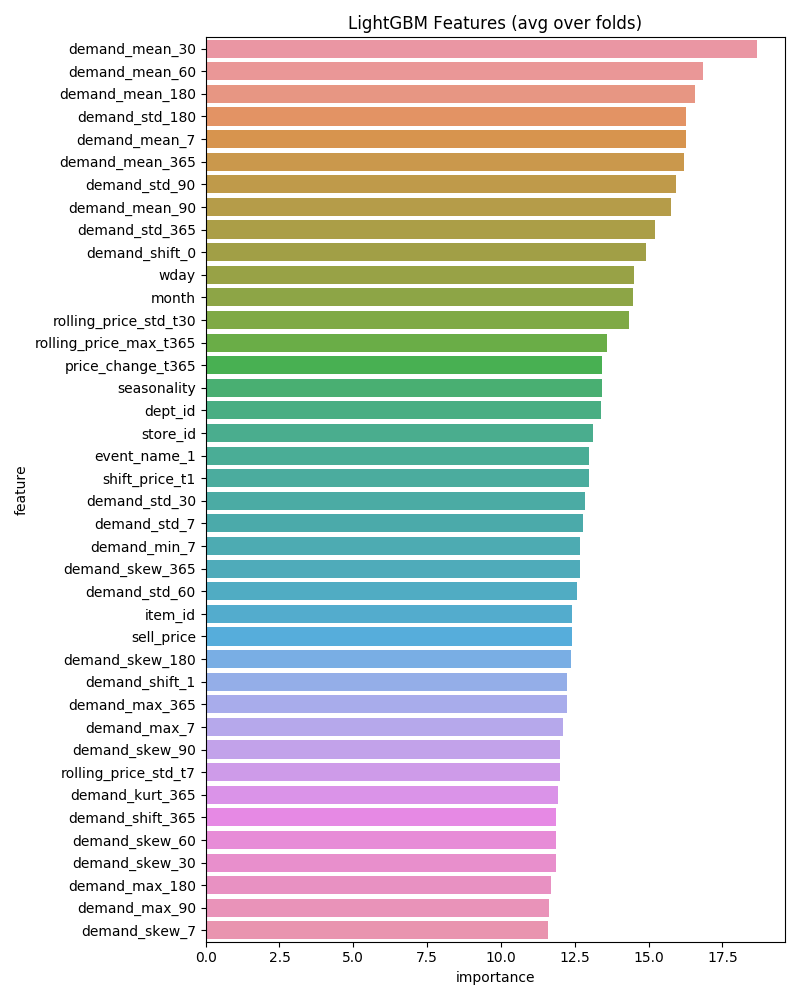 LightGBM Features (avg over folds)
demand_mean_30
demand_mean_60
demand_mean_180
demand_std_180
demand_mean_7
demand_mean_365
demand_std_90
demand_mean_90
demand_std_365
demand_shift_0
wday
month
rolling_price_std_t30
rolling_price_max_t365
price_change_t365
seasonality
dept_id
store_id
event_name_1
shift_price_t1
demand_std_30
demand_std_7
demand_min_7
demand_skew_365
demand_std_60
item_id
sell_price
demand_skew_180
demand_shift_1
demand_max_365
demand_max_7
demand_skew_90
rolling_price_std_t7
demand_kurt_365
demand_shift_365
demand_skew_60
demand_skew_30
demand_max_180
demand_max_90
demand_skew_7
feature
0.0 2.5 5.0 7.5 10.0 12.5 15.0 17.5
importance